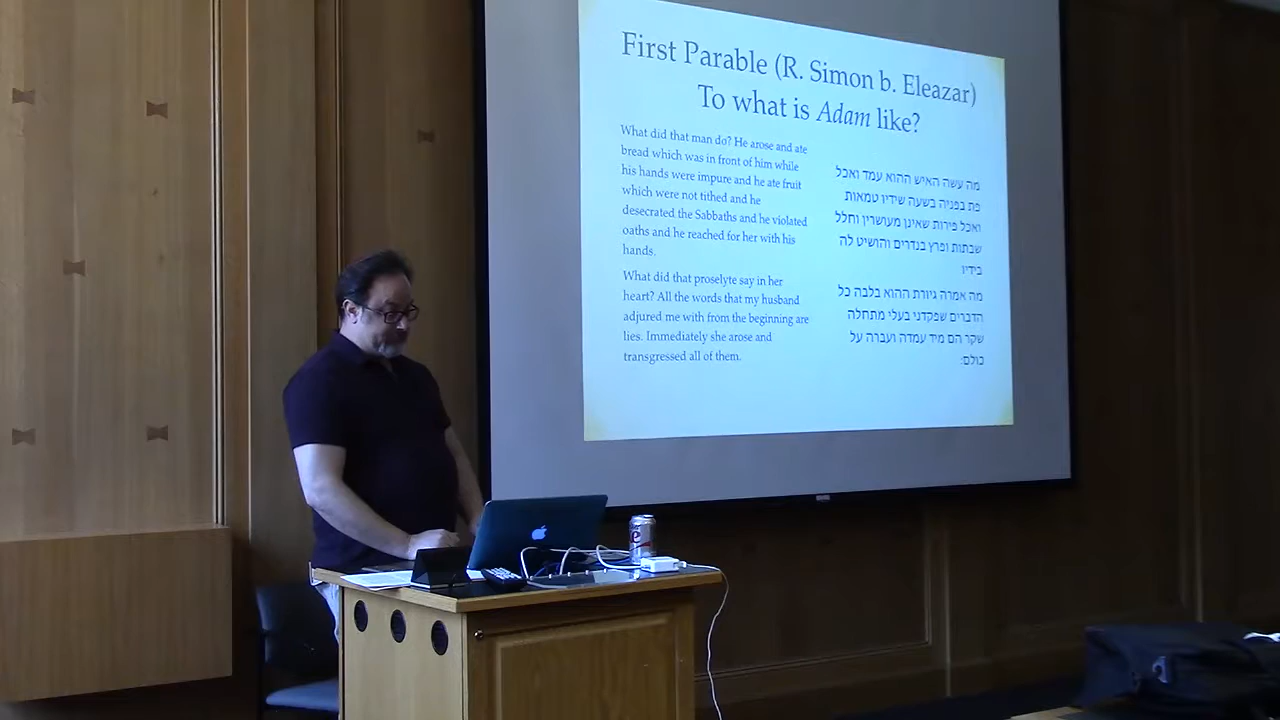 First Parable (R. Simon b. Eleazar)
To what is Adam like?
What did that man do? He arose and ate
bread which was in front of him while
his hands were impure and he ate fruit
which were not tithed and he
desecrated the Sabbaths and he violated
oaths and he reached for her with his
hands.
What did that proselyte say in her
heart? All the words that my husband
adjured me with from the beginning are
lies. Immediately she arose and
transgressed all of them.
מה עשה האיש ההוא עמד ואכל
פת בפניה בשעה שידיו טמאות
ואכל פירות שאינן מעושרין וחלל
שבתות ופרץ בנדרים והושיט לה
בידיו
מה אמרה גיורת ההוא בלבה כל
הדברים שפקדני בעלי מתחלה
שקר הם מיד עמדה ועברה על
כולם: